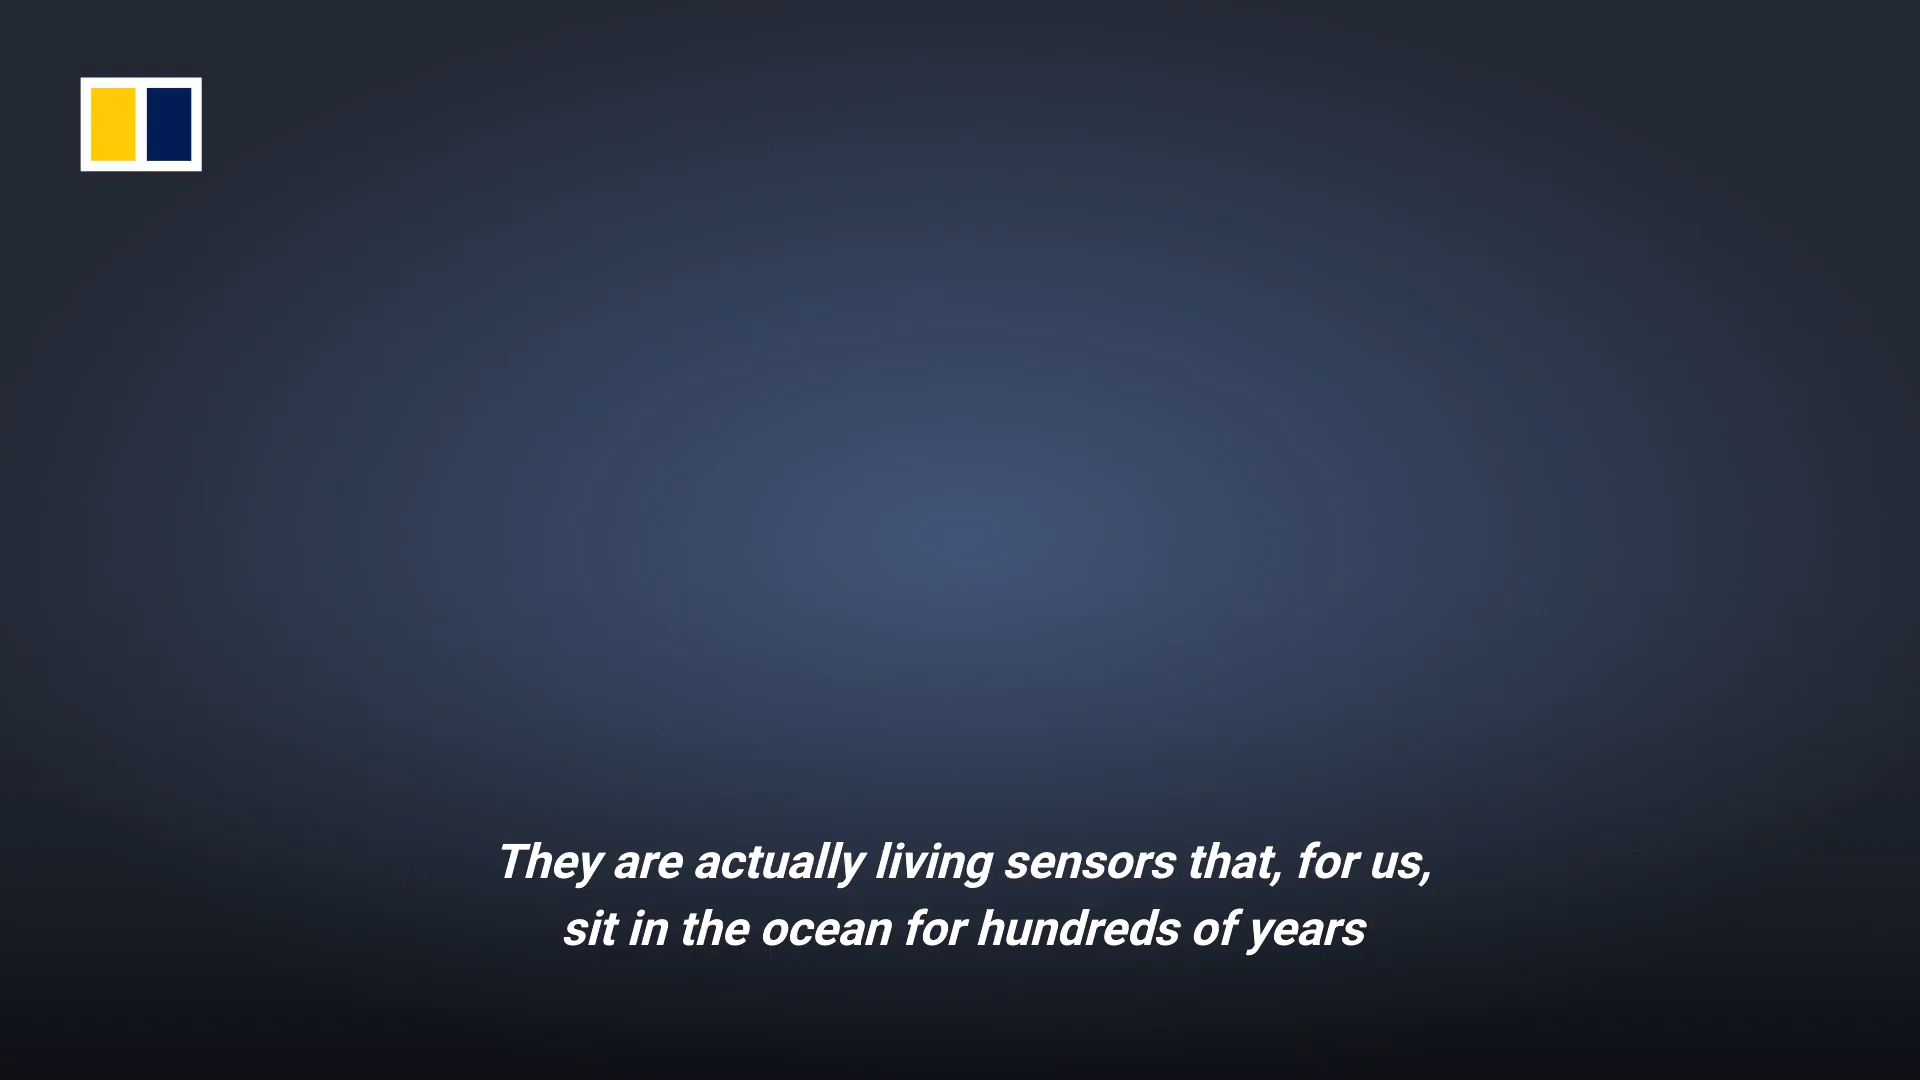 They are actually living sensors that, for us,
sit in the ocean for hundreds of years